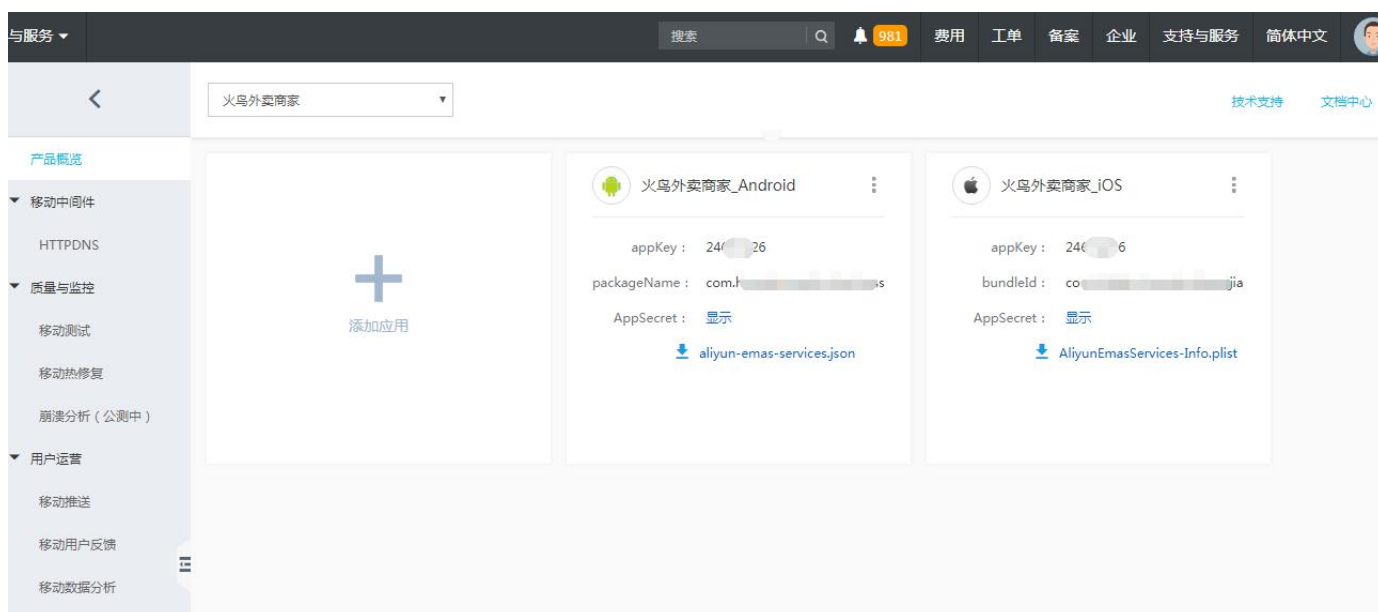 与服务
搜索
981
费用
工单
备案
企业
支持与服务
简体中文
火鸟外卖商家
技术支持
文档中心
产品概览
移动中间件
HTTPDNS
质量与监控
移动测试
移动热修复
崩溃分析（公测中）
用户运营
移动推送
移动用户反馈
移动数据分析
添加应用
火鸟外卖商家_Android
appKey：
packageName：
AppSecret： 显示
aliyun-emas-services.json
火鸟外卖商家_iOS
appKey：
bundleId：
AppSecret： 显示
AliyunEmasServices-Info.plist